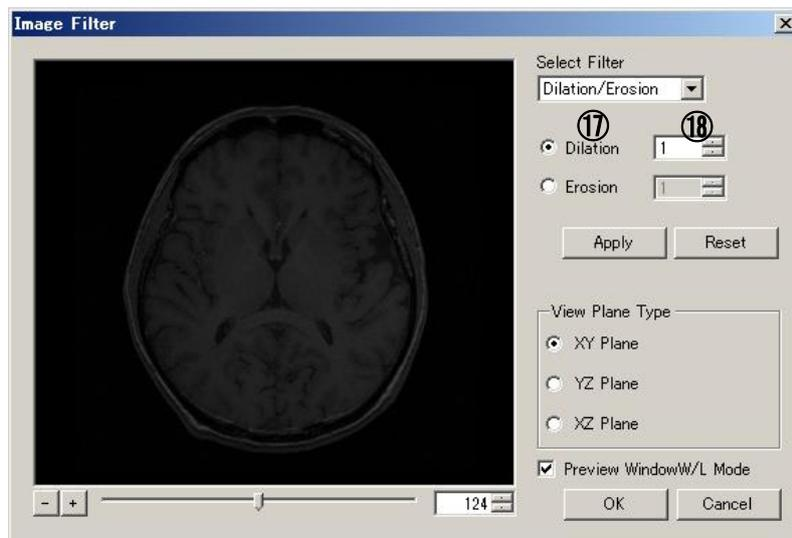 Image Filter
Select Filter
Dilation/Erosion
⑰ ⑱
Dilation 1
Erosion 1
Apply Reset
View Plane Type
XY Plane
YZ Plane
XZ Plane
Preview WindowW/L Mode
- + 124
OK Cancel